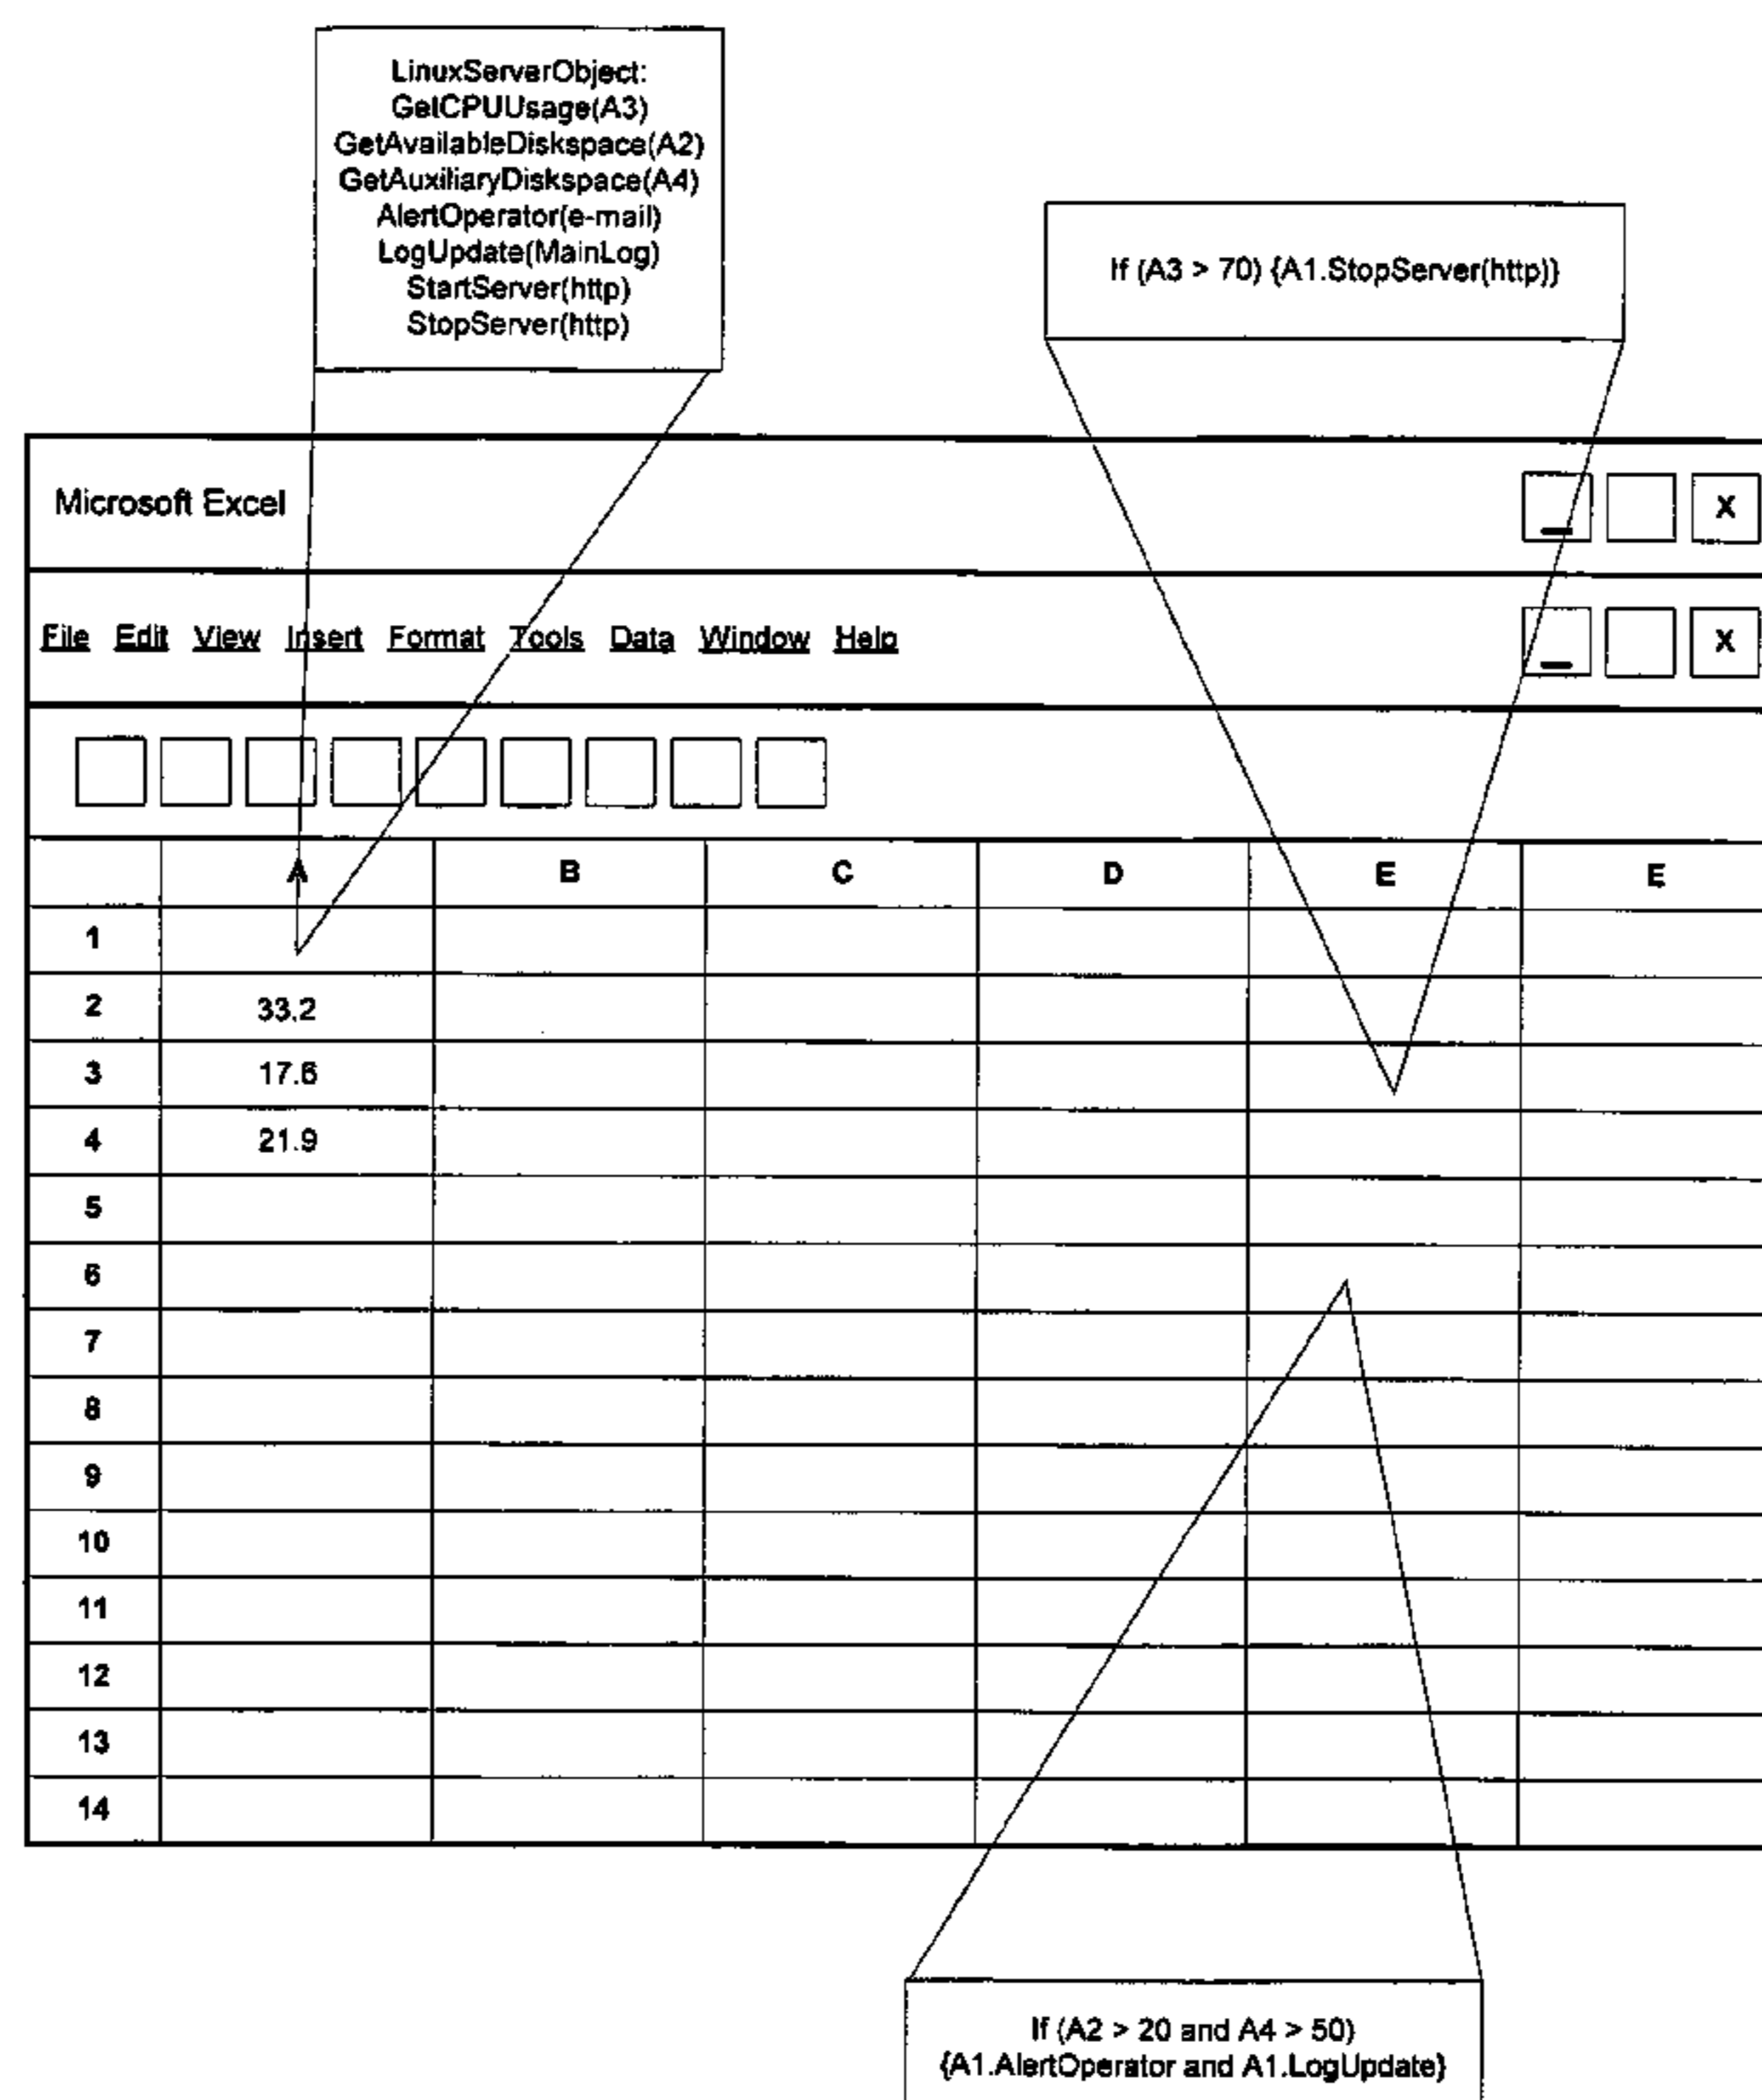 LinuxServerObject:
GetCPUUsage(A3)
GetAvailableDiskspace(A2)
GetAuxiliaryDiskspace(A4)
AlertOperator(e-mail)
LogUpdate(MainLog)
StartServer(http)
StopServer(http)
If (A3 > 70) {A1.StopServer(http)}
Microsoft Excel X
File Edit View Insert Format Tools Data Window Help X
A B C D E E
1
2 33.2
3 17.6
4 21.9
5
6
7
8
9
10
11
12
13
14
If (A2 > 20 and A4 > 50)
{A1.AlertOperator and A1.LogUpdate}